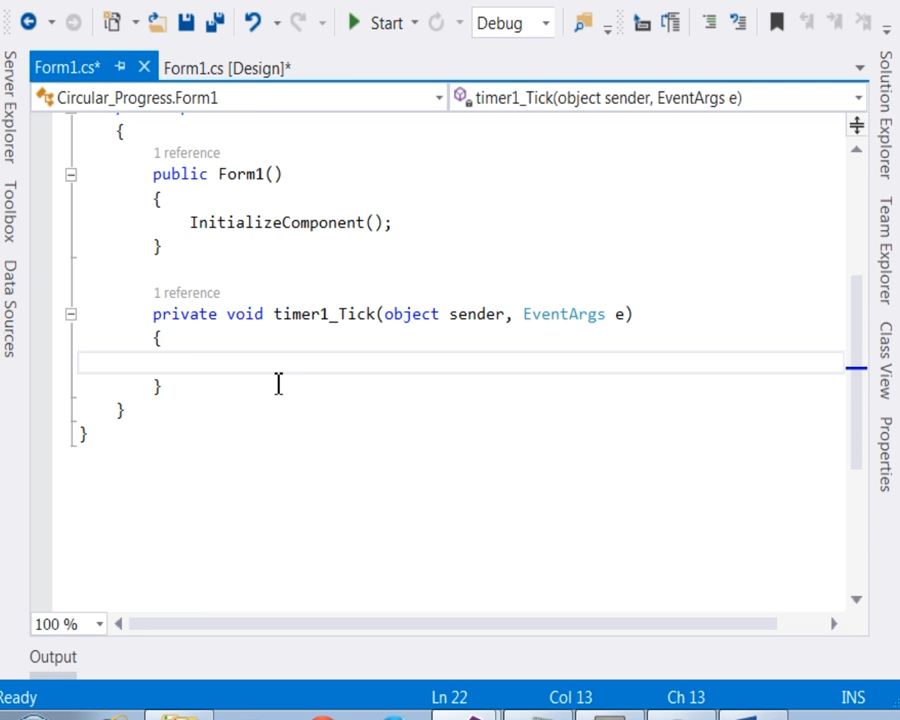 Start Debug
Form1.cs* Form1.cs [Design]*
Circular_Progress.Form1 timer1_Tick(object sender, EventArgs e)
{
1 reference
public Form1()
{
InitializeComponent();
}
1 reference
private void timer1_Tick(object sender, EventArgs e)
{
}
}
}
Server Explorer
Toolbox
Data Sources
Solution Explorer
Team Explorer
Class View
Properties
100 %
Output
Ready Ln 22 Col 13 Ch 13 INS